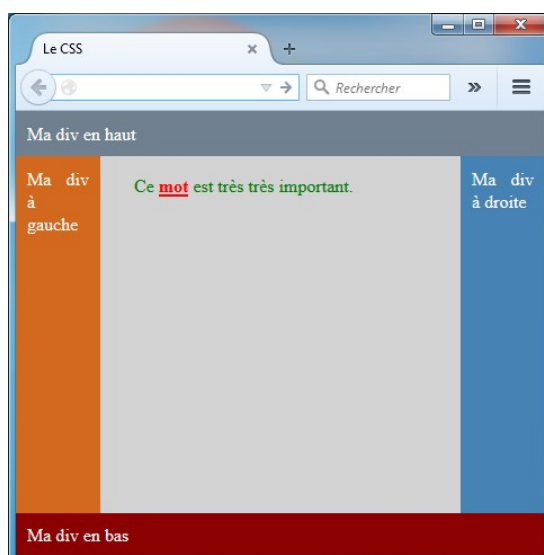 Le CSS
Rechercher
Ma div en haut
Ma div
à
gauche
Ce mot est très très important.
Ma div
à droite
Ma div en bas